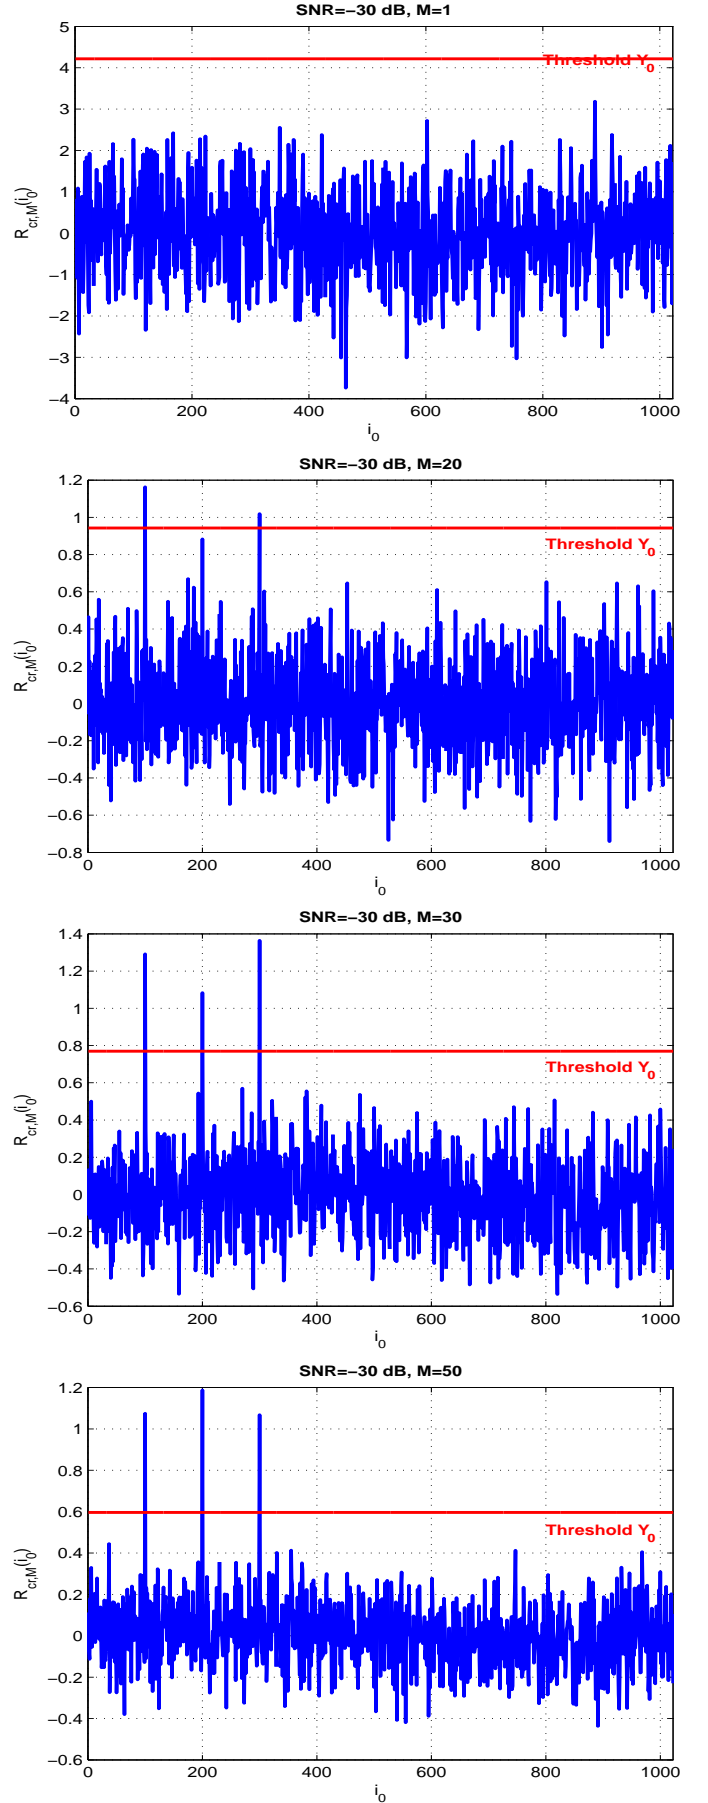 SNR=−30 dB, M=1
5
4
3
2
1
0
−1
−2
−3
−4
Threshold Y0
Rcr,M(i0)
0 200 400 600 800 1000
i0
SNR=−30 dB, M=20
1.2
1
0.8
0.6
0.4
0.2
0
−0.2
−0.4
−0.6
−0.8
Threshold Y0
Rcr,M(i0)
0 200 400 600 800 1000
i0
SNR=−30 dB, M=30
1.4
1.2
1
0.8
0.6
0.4
0.2
0
−0.2
−0.4
−0.6
Threshold Y0
Rcr,M(i0)
0 200 400 600 800 1000
i0
SNR=−30 dB, M=50
1.2
1
0.8
0.6
0.4
0.2
0
−0.2
−0.4
−0.6
Threshold Y0
Rcr,M(i0)
0 200 400 600 800 1000
i0